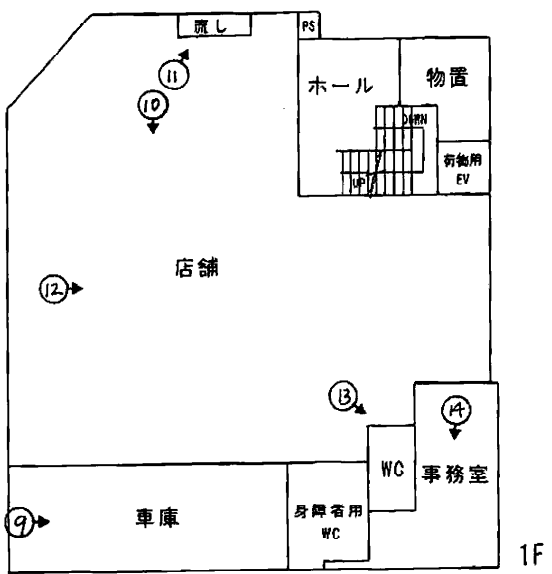 流し
PS
⑪
⑩
ホール
物置
DOWN
荷物用
EV
UP
店舗
⑫
⑬
⑭
WC
事務室
⑨
車庫
身障者用
WC
1F